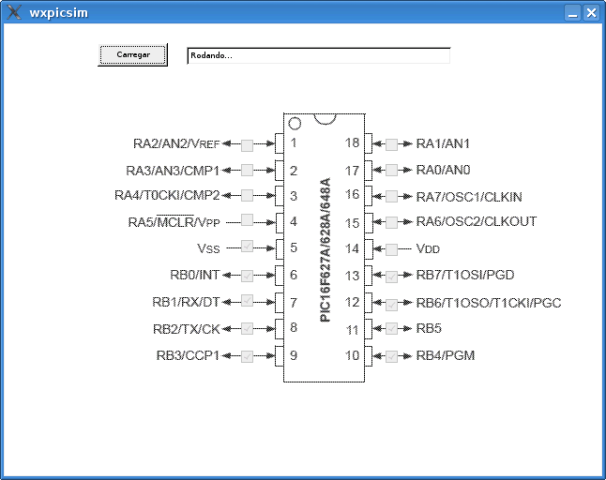 wxpicsim
Carregar Rodando...
RA2/AN2/VREF 1 18 RA1/AN1
RA3/AN3/CMP1 2 17 RA0/AN0
RA4/T0CKI/CMP2 3 16 RA7/OSC1/CLKIN
RA5/MCLR/VPP 4 15 RA6/OSC2/CLKOUT
VSS 5 14 VDD
RB0/INT 6 13 RB7/T1OSI/PGD
RB1/RX/DT 7 12 RB6/T1OSO/T1CKI/PGC
RB2/TX/CK 8 11 RB5
RB3/CCP1 9 10 RB4/PGM
PIC16F627A/628A/648A